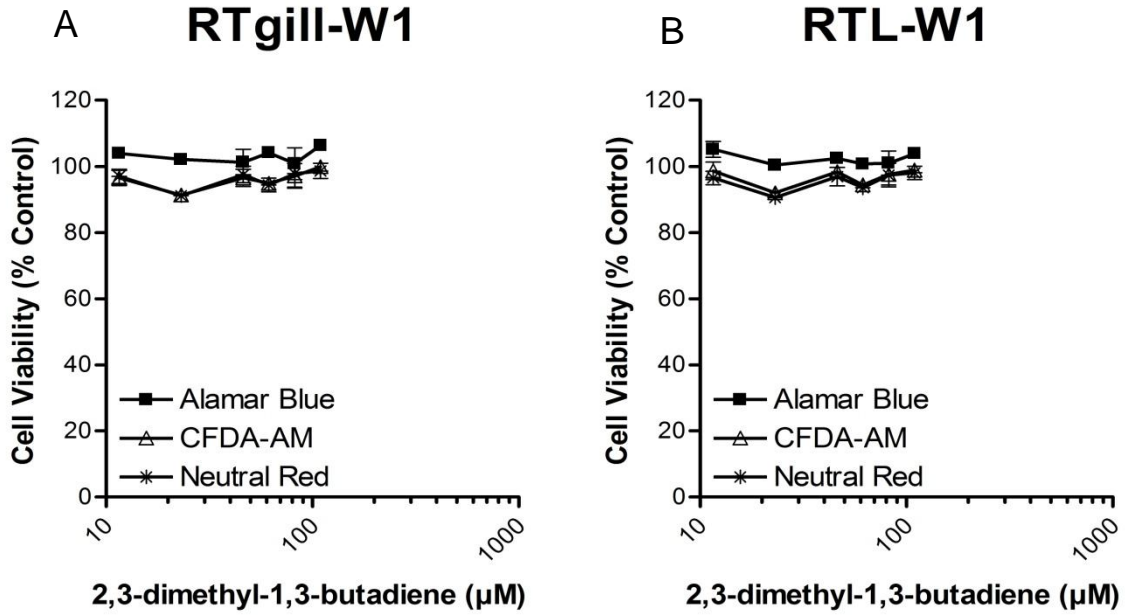 A
RTgill-W1
Cell Viability (% Control)
120
100
80
60
40
20
0
Alamar Blue
CFDA-AM
Neutral Red
10
100
1000
2,3-dimethyl-1,3-butadiene (µM)
B
RTL-W1
Cell Viability (% Control)
120
100
80
60
40
20
0
Alamar Blue
CFDA-AM
Neutral Red
10
100
1000
2,3-dimethyl-1,3-butadiene (µM)